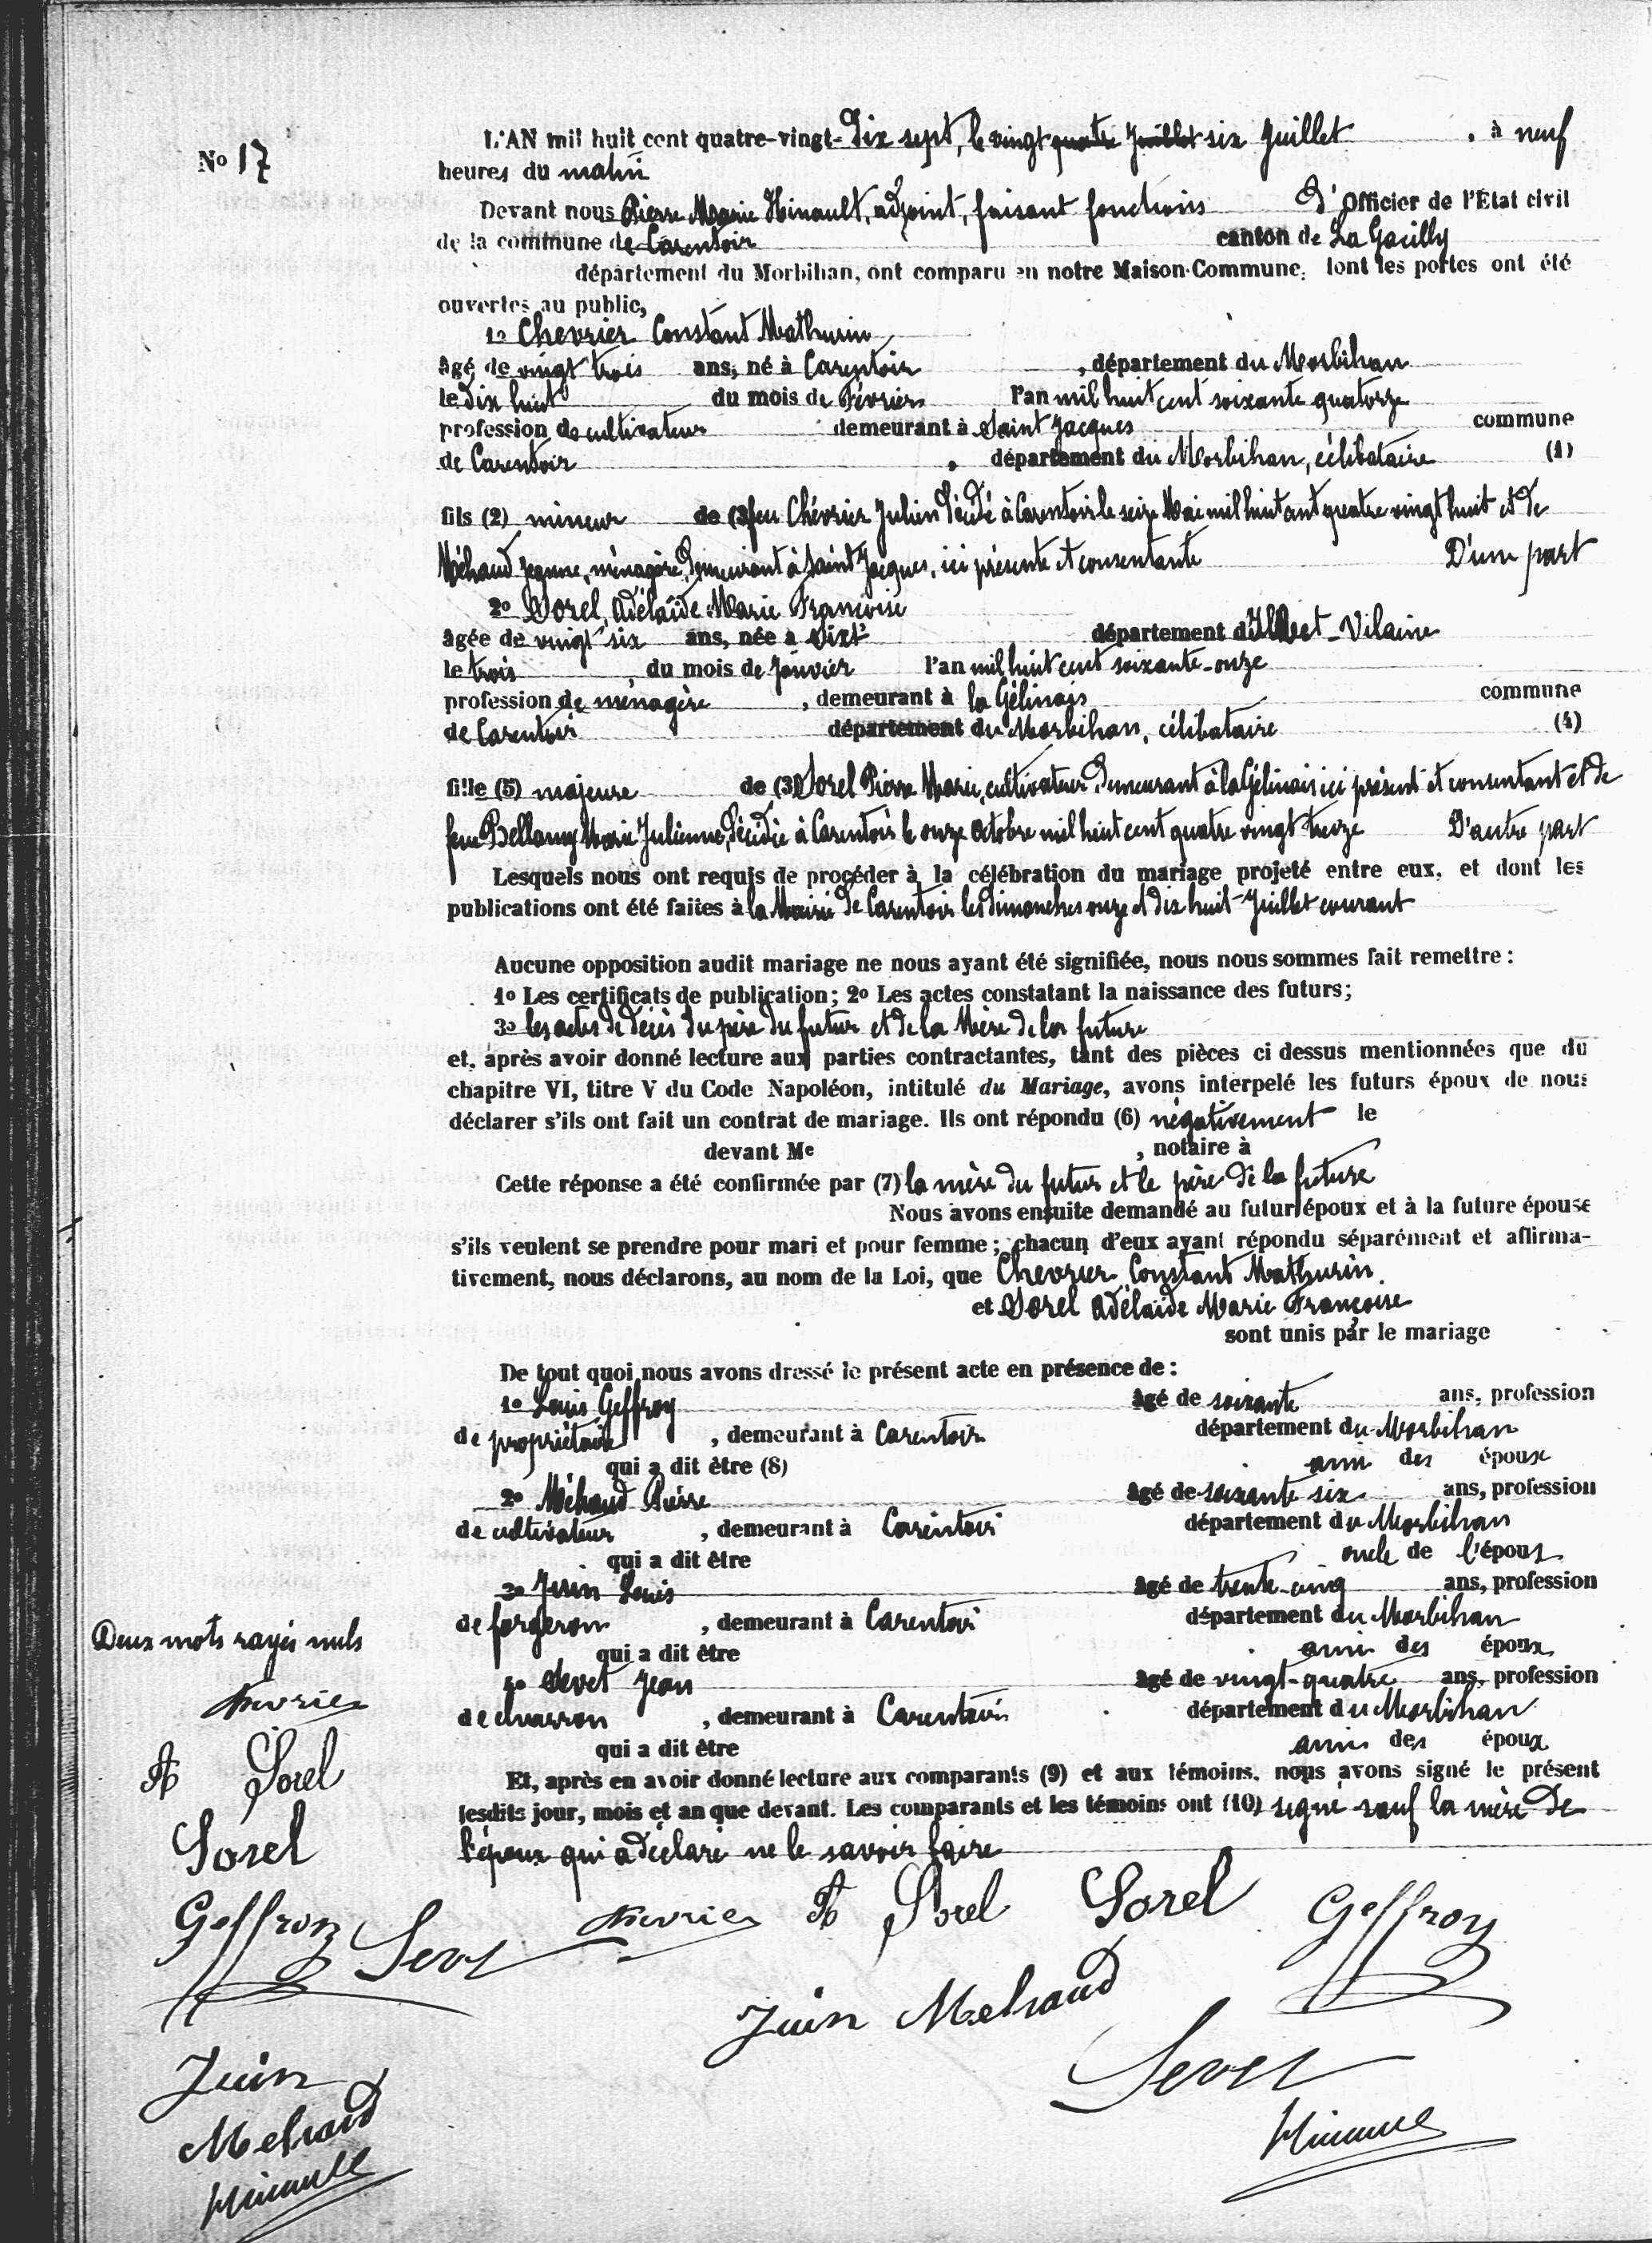 No 17
L'AN mil huit cent quatre-vingt-Dix sept, le vingt quatre Juillet six Juillet, à neuf
heures du matin
Devant nous Pierre Marie Hinault, adjoint, faisant fonctions d'Officier de l'État civil
de la commune de Carentoir canton de La Gacilly
département du Morbihan, ont comparu en notre Maison-Commune, dont les portes ont été
ouvertes au public,
1o Chevrier Constant Mathurin
âgé de vingt trois ans, né à Carentoir, département du Morbihan
le dix huit du mois de Février l'an mil huit cent soixante quatorze
profession de cultivateur demeurant à Saint Jacques commune
de Carentoir, département du Morbihan, célibataire (1)
fils (2) mineur de (3) feu Chévrier Julien décédé à Carentoir le seize Mai mil huit cent quatre vingt huit et de
Méhaud Jeanne, ménagère, demeurant à Saint Jacques, ici présente et consentante D'une part
2o Sorel Adélaïde Marie Françoise
âgée de vingt six ans, née à Sixt département d'Ille et-Vilaine
le trois, du mois de Janvier l'an mil huit cent soixante-onze
profession de ménagère, demeurant à la Gélinais commune
de Carentoir département du Morbihan, célibataire (4)
fille (5) majeure de (3) Sorel Pierre Marie, cultivateur, demeurant à la Gélinais ici présent et consentant et de
feue Bellamy Marie Julienne, décédée à Carentoir le onze Octobre mil huit cent quatre vingt treize D'autre part
Lesquels nous ont requis de procéder à la célébration du mariage projeté entre eux, et dont les
publications ont été faites à la Mairie de Carentoir les dimanches onze et dix huit Juillet courant
Aucune opposition audit mariage ne nous ayant été signifiée, nous nous sommes fait remettre :
1o Les certificats de publication; 2o Les actes constatant la naissance des futurs;
3o les actes de décès du père du futur et de la Mère de la future
et, après avoir donné lecture aux parties contractantes, tant des pièces ci dessus mentionnées que du
chapitre VI, titre V du Code Napoléon, intitulé du Mariage, avons interpelé les futurs époux de nous
déclarer s'ils ont fait un contrat de mariage. Ils ont répondu (6) négativement le
devant Me , notaire à
Cette réponse a été confirmée par (7) la mère du futur et le père de la future
Nous avons ensuite demandé au futur époux et à la future épouse
s'ils veulent se prendre pour mari et pour femme; chacun d'eux ayant répondu séparément et affirma-
tivement, nous déclarons, au nom de la Loi, que Chevrier Constant Mathurin
et Sorel Adélaïde Marie Françoise
sont unis par le mariage
De tout quoi nous avons dressé le présent acte en présence de :
1o Louis Geffroy âgé de soixante ans, profession
de propriétaire, demeurant à Carentoir département du Morbihan
qui a dit être (8) ami des époux
2o Méhaud Pierre âgé de soixante six ans, profession
de cultivateur, demeurant à Carentoir département du Morbihan
qui a dit être oncle de l'époux
3o Juin Louis âgé de trente-cinq ans, profession
de forgeron, demeurant à Carentoir département du Morbihan
qui a dit être ami des époux
4o Sevet Jean âgé de vingt-quatre ans, profession
de charron, demeurant à Carentoir département du Morbihan
qui a dit être ami des époux
Et, après en avoir donné lecture aux comparants (9) et aux témoins, nous avons signé le présent
lesdits jour, mois et an que devant. Les comparants et les témoins ont (10) signé sauf la mère de
l'époux qui a déclaré ne le savoir faire
Chevrier A Sorel Sorel Geffroy
Juin Mehaud
Sevet
Hinault
Deux mots rayés nuls
Chevrier
A Sorel
Sorel
Geffroy Sevet
Juin
Mehaud
Hinault